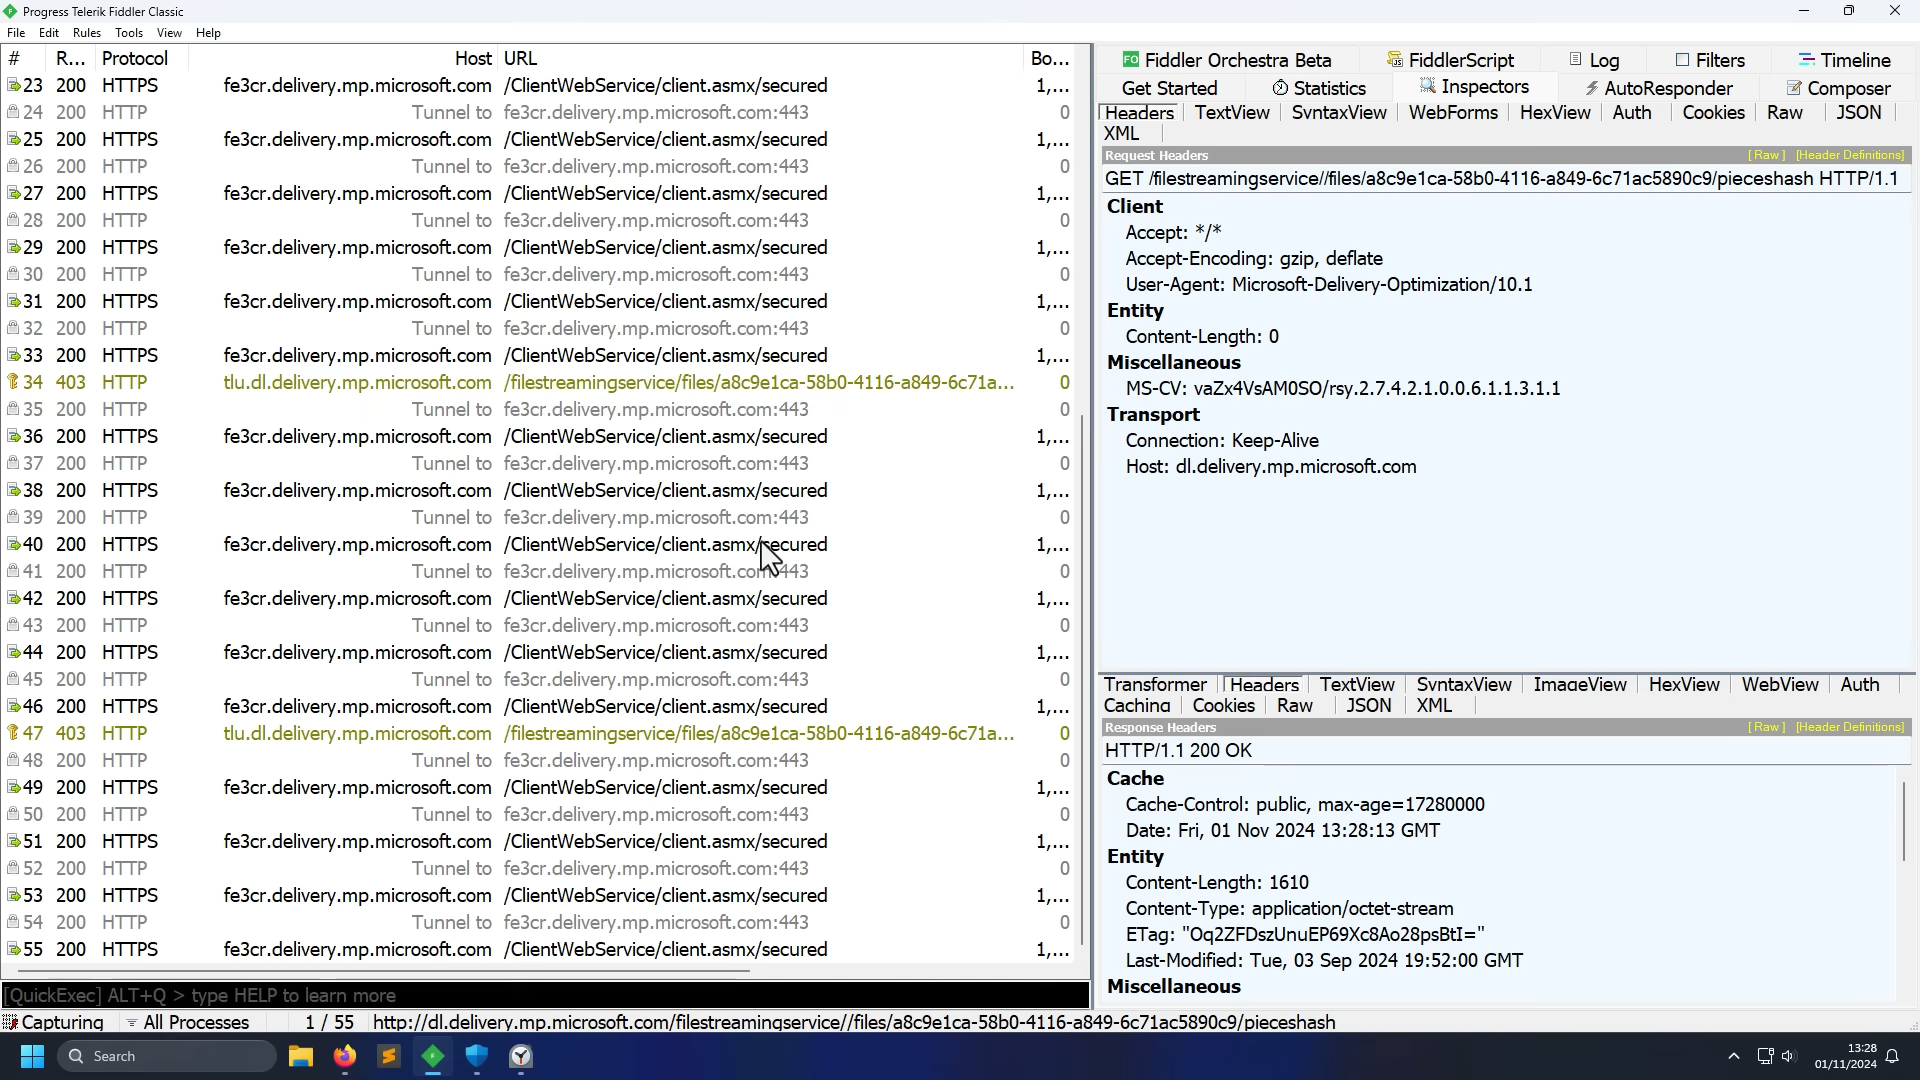 Progress Telerik Fiddler Classic
File Edit Rules Tools View Help
# R... Protocol Host URL Bo...
23 200 HTTPS fe3cr.delivery.mp.microsoft.com /ClientWebService/client.asmx/secured 1,...
24 200 HTTP Tunnel to fe3cr.delivery.mp.microsoft.com:443 0
25 200 HTTPS fe3cr.delivery.mp.microsoft.com /ClientWebService/client.asmx/secured 1,...
26 200 HTTP Tunnel to fe3cr.delivery.mp.microsoft.com:443 0
27 200 HTTPS fe3cr.delivery.mp.microsoft.com /ClientWebService/client.asmx/secured 1,...
28 200 HTTP Tunnel to fe3cr.delivery.mp.microsoft.com:443 0
29 200 HTTPS fe3cr.delivery.mp.microsoft.com /ClientWebService/client.asmx/secured 1,...
30 200 HTTP Tunnel to fe3cr.delivery.mp.microsoft.com:443 0
31 200 HTTPS fe3cr.delivery.mp.microsoft.com /ClientWebService/client.asmx/secured 1,...
32 200 HTTP Tunnel to fe3cr.delivery.mp.microsoft.com:443 0
33 200 HTTPS fe3cr.delivery.mp.microsoft.com /ClientWebService/client.asmx/secured 1,...
34 403 HTTP tlu.dl.delivery.mp.microsoft.com /filestreamingservice/files/a8c9e1ca-58b0-4116-a849-6c71a... 0
35 200 HTTP Tunnel to fe3cr.delivery.mp.microsoft.com:443 0
36 200 HTTPS fe3cr.delivery.mp.microsoft.com /ClientWebService/client.asmx/secured 1,...
37 200 HTTP Tunnel to fe3cr.delivery.mp.microsoft.com:443 0
38 200 HTTPS fe3cr.delivery.mp.microsoft.com /ClientWebService/client.asmx/secured 1,...
39 200 HTTP Tunnel to fe3cr.delivery.mp.microsoft.com:443 0
40 200 HTTPS fe3cr.delivery.mp.microsoft.com /ClientWebService/client.asmx/secured 1,...
41 200 HTTP Tunnel to fe3cr.delivery.mp.microsoft.com:443 0
42 200 HTTPS fe3cr.delivery.mp.microsoft.com /ClientWebService/client.asmx/secured 1,...
43 200 HTTP Tunnel to fe3cr.delivery.mp.microsoft.com:443 0
44 200 HTTPS fe3cr.delivery.mp.microsoft.com /ClientWebService/client.asmx/secured 1,...
45 200 HTTP Tunnel to fe3cr.delivery.mp.microsoft.com:443 0
46 200 HTTPS fe3cr.delivery.mp.microsoft.com /ClientWebService/client.asmx/secured 1,...
47 403 HTTP tlu.dl.delivery.mp.microsoft.com /filestreamingservice/files/a8c9e1ca-58b0-4116-a849-6c71a... 0
48 200 HTTP Tunnel to fe3cr.delivery.mp.microsoft.com:443 0
49 200 HTTPS fe3cr.delivery.mp.microsoft.com /ClientWebService/client.asmx/secured 1,...
50 200 HTTP Tunnel to fe3cr.delivery.mp.microsoft.com:443 0
51 200 HTTPS fe3cr.delivery.mp.microsoft.com /ClientWebService/client.asmx/secured 1,...
52 200 HTTP Tunnel to fe3cr.delivery.mp.microsoft.com:443 0
53 200 HTTPS fe3cr.delivery.mp.microsoft.com /ClientWebService/client.asmx/secured 1,...
54 200 HTTP Tunnel to fe3cr.delivery.mp.microsoft.com:443 0
55 200 HTTPS fe3cr.delivery.mp.microsoft.com /ClientWebService/client.asmx/secured 1,...
[QuickExec] ALT+Q > type HELP to learn more
FO Fiddler Orchestra Beta FiddlerScript Log Filters Timeline
Get Started Statistics Inspectors AutoResponder Composer
Headers TextView SyntaxView WebForms HexView Auth Cookies Raw JSON
XML
Request Headers [ Raw ] [Header Definitions]
GET /filestreamingservice//files/a8c9e1ca-58b0-4116-a849-6c71ac5890c9/pieceshash HTTP/1.1
Client
Accept: */*
Accept-Encoding: gzip, deflate
User-Agent: Microsoft-Delivery-Optimization/10.1
Entity
Content-Length: 0
Miscellaneous
MS-CV: vaZx4VsAM0SO/rsy.2.7.4.2.1.0.0.6.1.1.3.1.1
Transport
Connection: Keep-Alive
Host: dl.delivery.mp.microsoft.com
Transformer Headers TextView SyntaxView ImageView HexView WebView Auth
Caching Cookies Raw JSON XML
Response Headers [ Raw ] [Header Definitions]
HTTP/1.1 200 OK
Cache
Cache-Control: public, max-age=17280000
Date: Fri, 01 Nov 2024 13:28:13 GMT
Entity
Content-Length: 1610
Content-Type: application/octet-stream
ETag: "Oq2ZFDszUnuEP69Xc8Ao28psBtI="
Last-Modified: Tue, 03 Sep 2024 19:52:00 GMT
Miscellaneous
Capturing All Processes 1 / 55 http://dl.delivery.mp.microsoft.com/filestreamingservice//files/a8c9e1ca-58b0-4116-a849-6c71ac5890c9/pieceshash
Search
13:28
01/11/2024